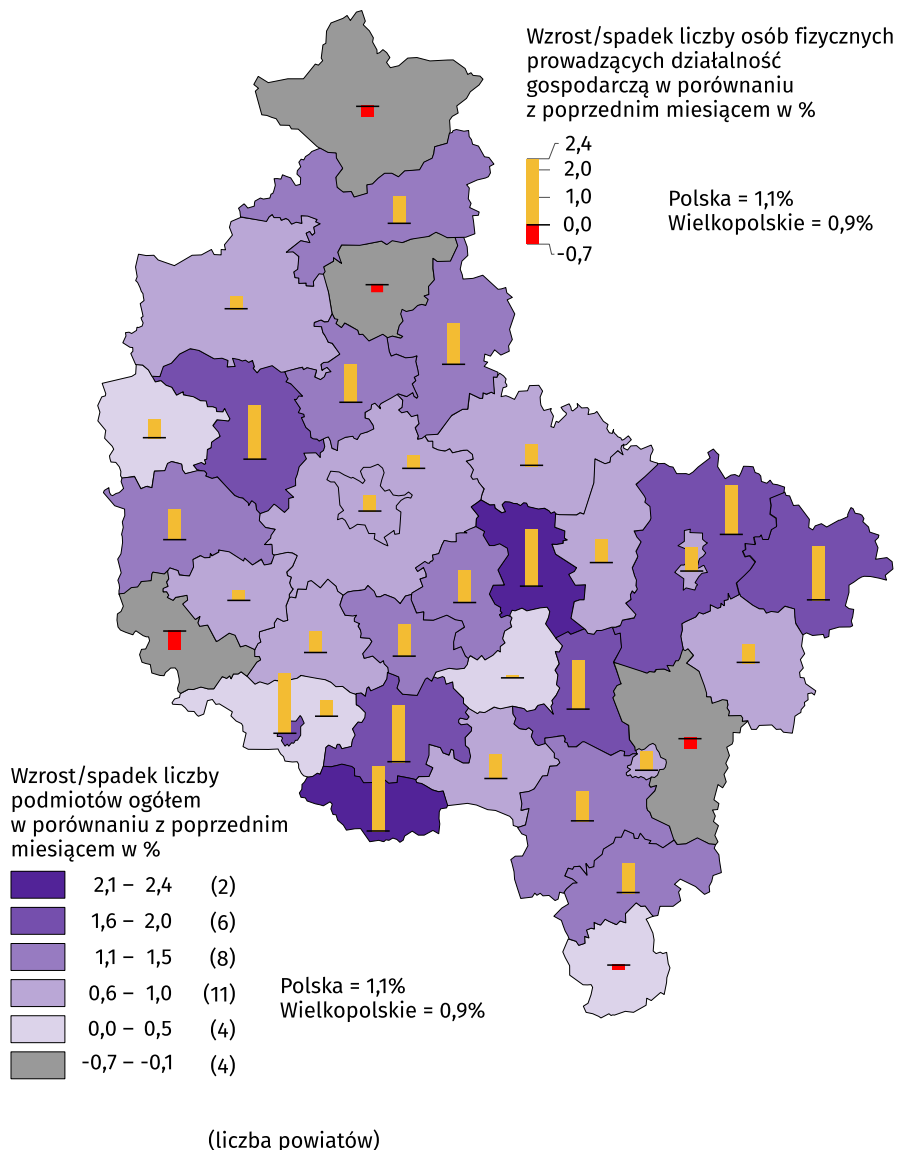 Wzrost/spadek liczby osób fizycznych
prowadzących działalność
gospodarczą w porównaniu
z poprzednim miesiącem w %
2,4
2,0
1,0
0,0
-0,7
Polska = 1,1%
Wielkopolskie = 0,9%
Wzrost/spadek liczby
podmiotów ogółem
w porównaniu z poprzednim
miesiącem w %
2,1 – 2,4 (2)
1,6 – 2,0 (6)
1,1 – 1,5 (8)
0,6 – 1,0 (11)
0,0 – 0,5 (4)
-0,7 – -0,1 (4)
Polska = 1,1%
Wielkopolskie = 0,9%
(liczba powiatów)